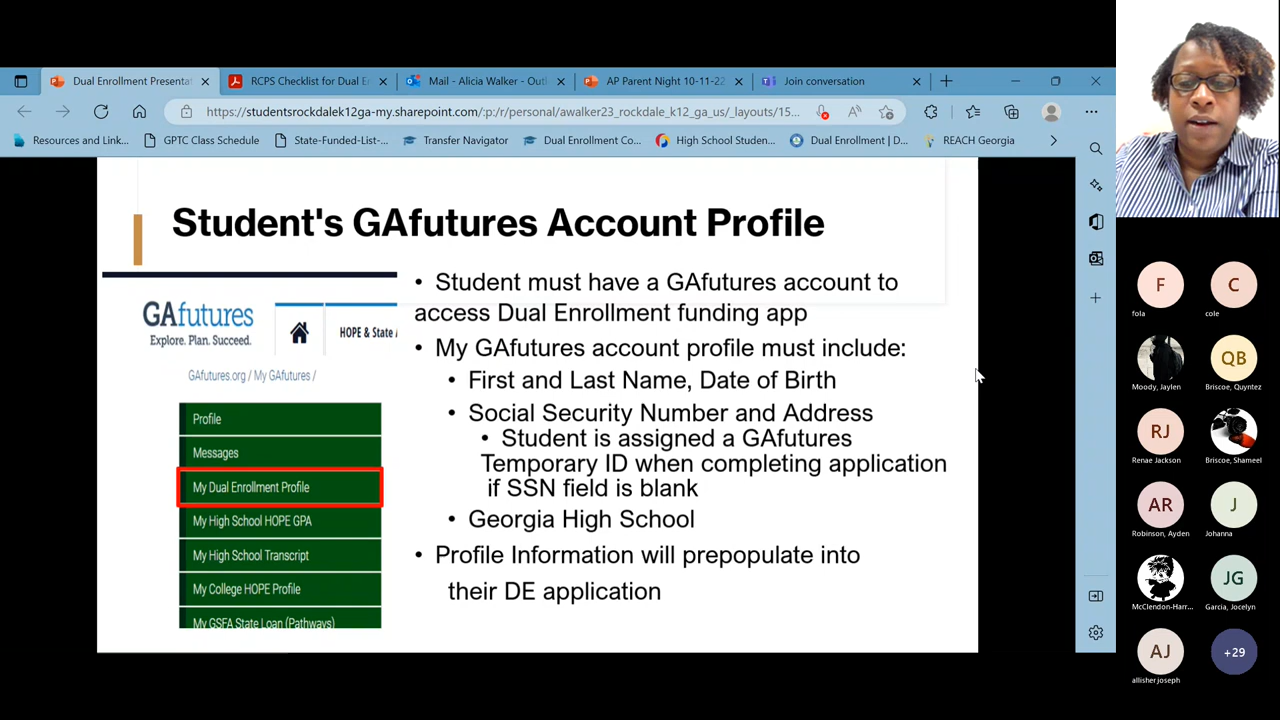 Dual Enrollment Presenta
RCPS Checklist for Dual E
Mail - Alicia Walker - Out
AP Parent Night 10-11-22
Join conversation
https://studentsrockdalek12ga-my.sharepoint.com/:p:/r/personal/awalker23_rockdale_k12_ga_us/_layouts/15...
Resources and Link...
GPTC Class Schedule
State-Funded-List-...
Transfer Navigator
Dual Enrollment Co...
High School Studen...
Dual Enrollment | D...
REACH Georgia
Student's GAfutures Account Profile
GAfutures
Explore. Plan. Succeed.
HOPE & State
GAfutures.org / My GAfutures /
Profile
Messages
My Dual Enrollment Profile
My High School HOPE GPA
My High School Transcript
My College HOPE Profile
My GSFA State Loan (Pathways)
• Student must have a GAfutures account to
access Dual Enrollment funding app
• My GAfutures account profile must include:
• First and Last Name, Date of Birth
• Social Security Number and Address
• Student is assigned a GAfutures
Temporary ID when completing application
if SSN field is blank
• Georgia High School
• Profile Information will prepopulate into
their DE application
F
fola
C
cole
Moody, Jaylen
QB
Briscoe, Quyntez
RJ
Renae Jackson
Briscoe, Shameel
AR
Robinson, Ayden
J
Johanna
McClendon-Harr...
JG
Garcia, Jocelyn
AJ
allisher.joseph
+29